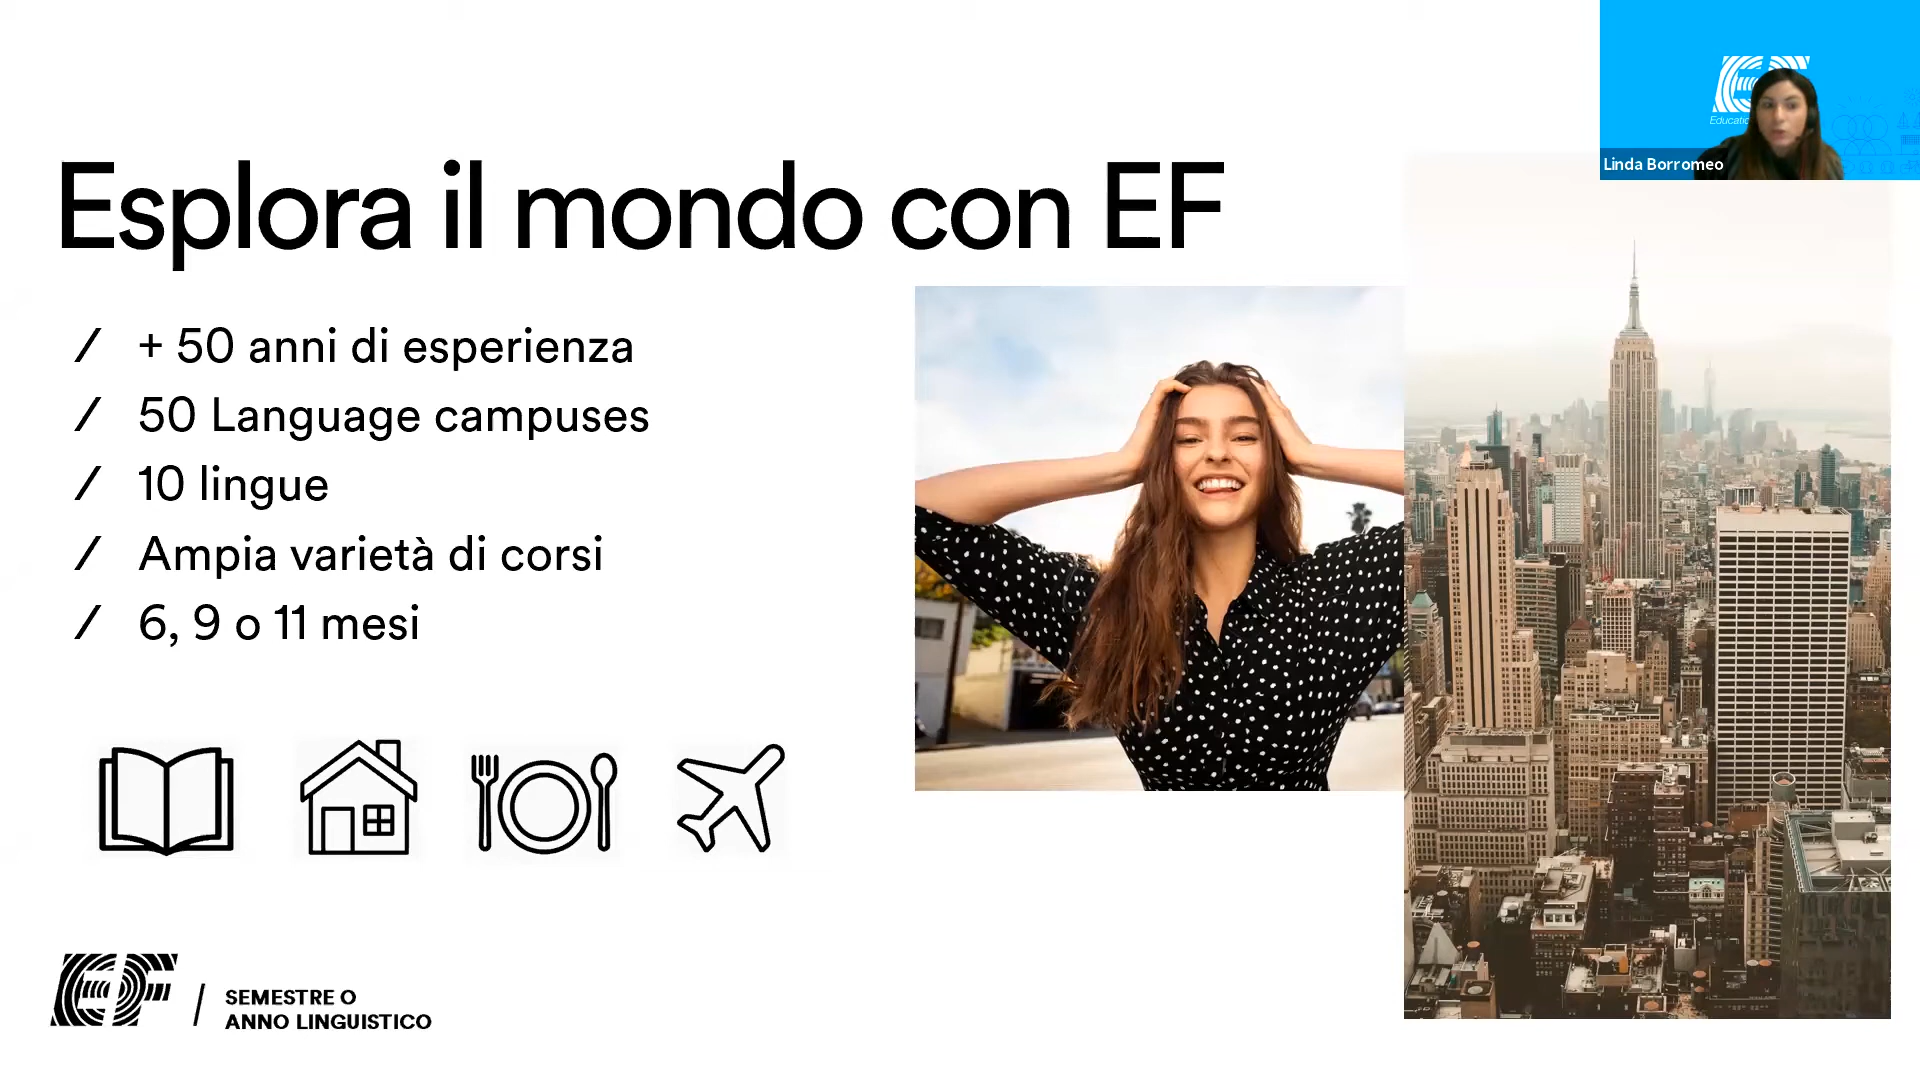 Esplora il mondo con EF
/ + 50 anni di esperienza
/ 50 Language campuses
/ 10 lingue
/ Ampia varietà di corsi
/ 6, 9 o 11 mesi
EF
/ SEMESTRE O
ANNO LINGUISTICO
EF
Linda Borromeo